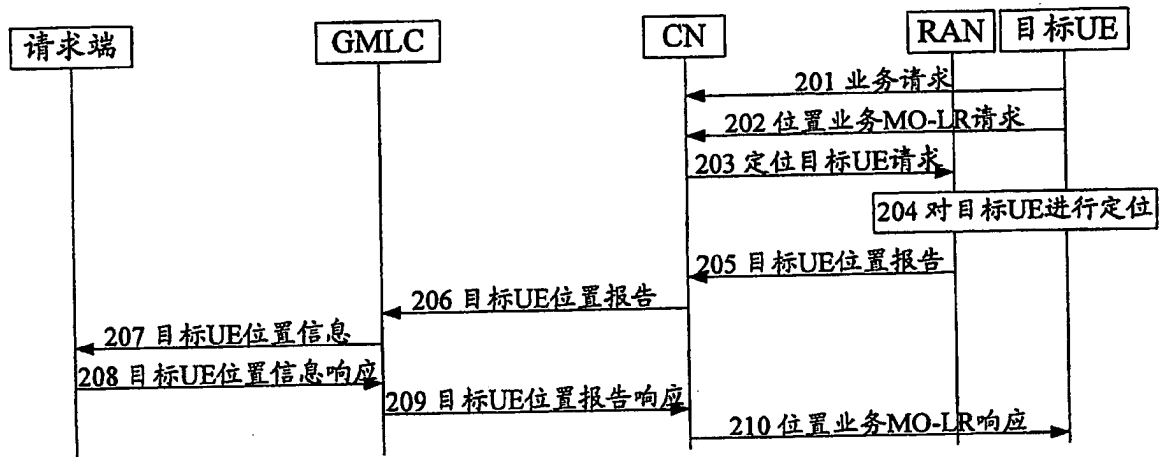 请求端
GMLC
CN
RAN
目标UE
201 业务请求
202 位置业务MO-LR请求
203 定位目标UE请求
204 对目标UE进行定位
205 目标UE位置报告
206 目标UE位置报告
207 目标UE位置信息
208 目标UE位置信息响应
209 目标UE位置报告响应
210 位置业务MO-LR响应